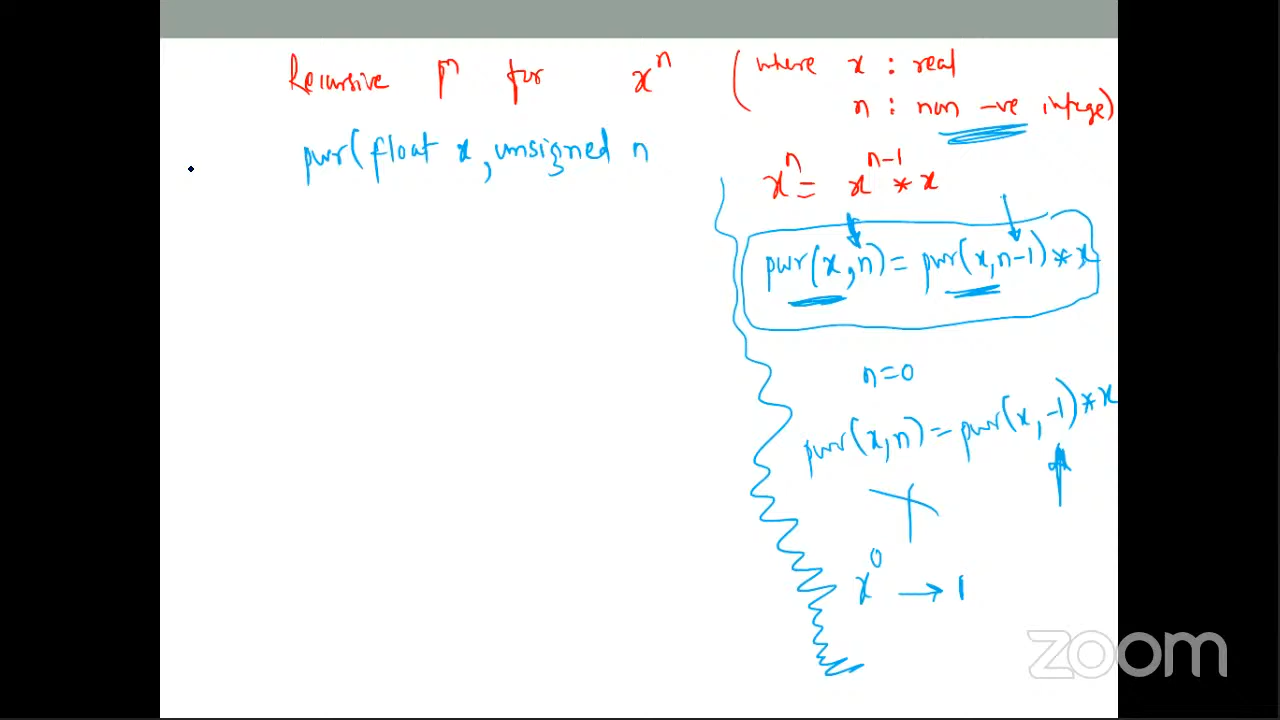 Recursive fn for x^n (where x : real
n : non -ve integer)
pwr(float x, unsigned n
x^n = x^n-1 * x
pwr(x,n) = pwr(x,n-1) * x
n=0
pwr(x,n) = pwr(x,-1) * x
x^0 → 1
zoom